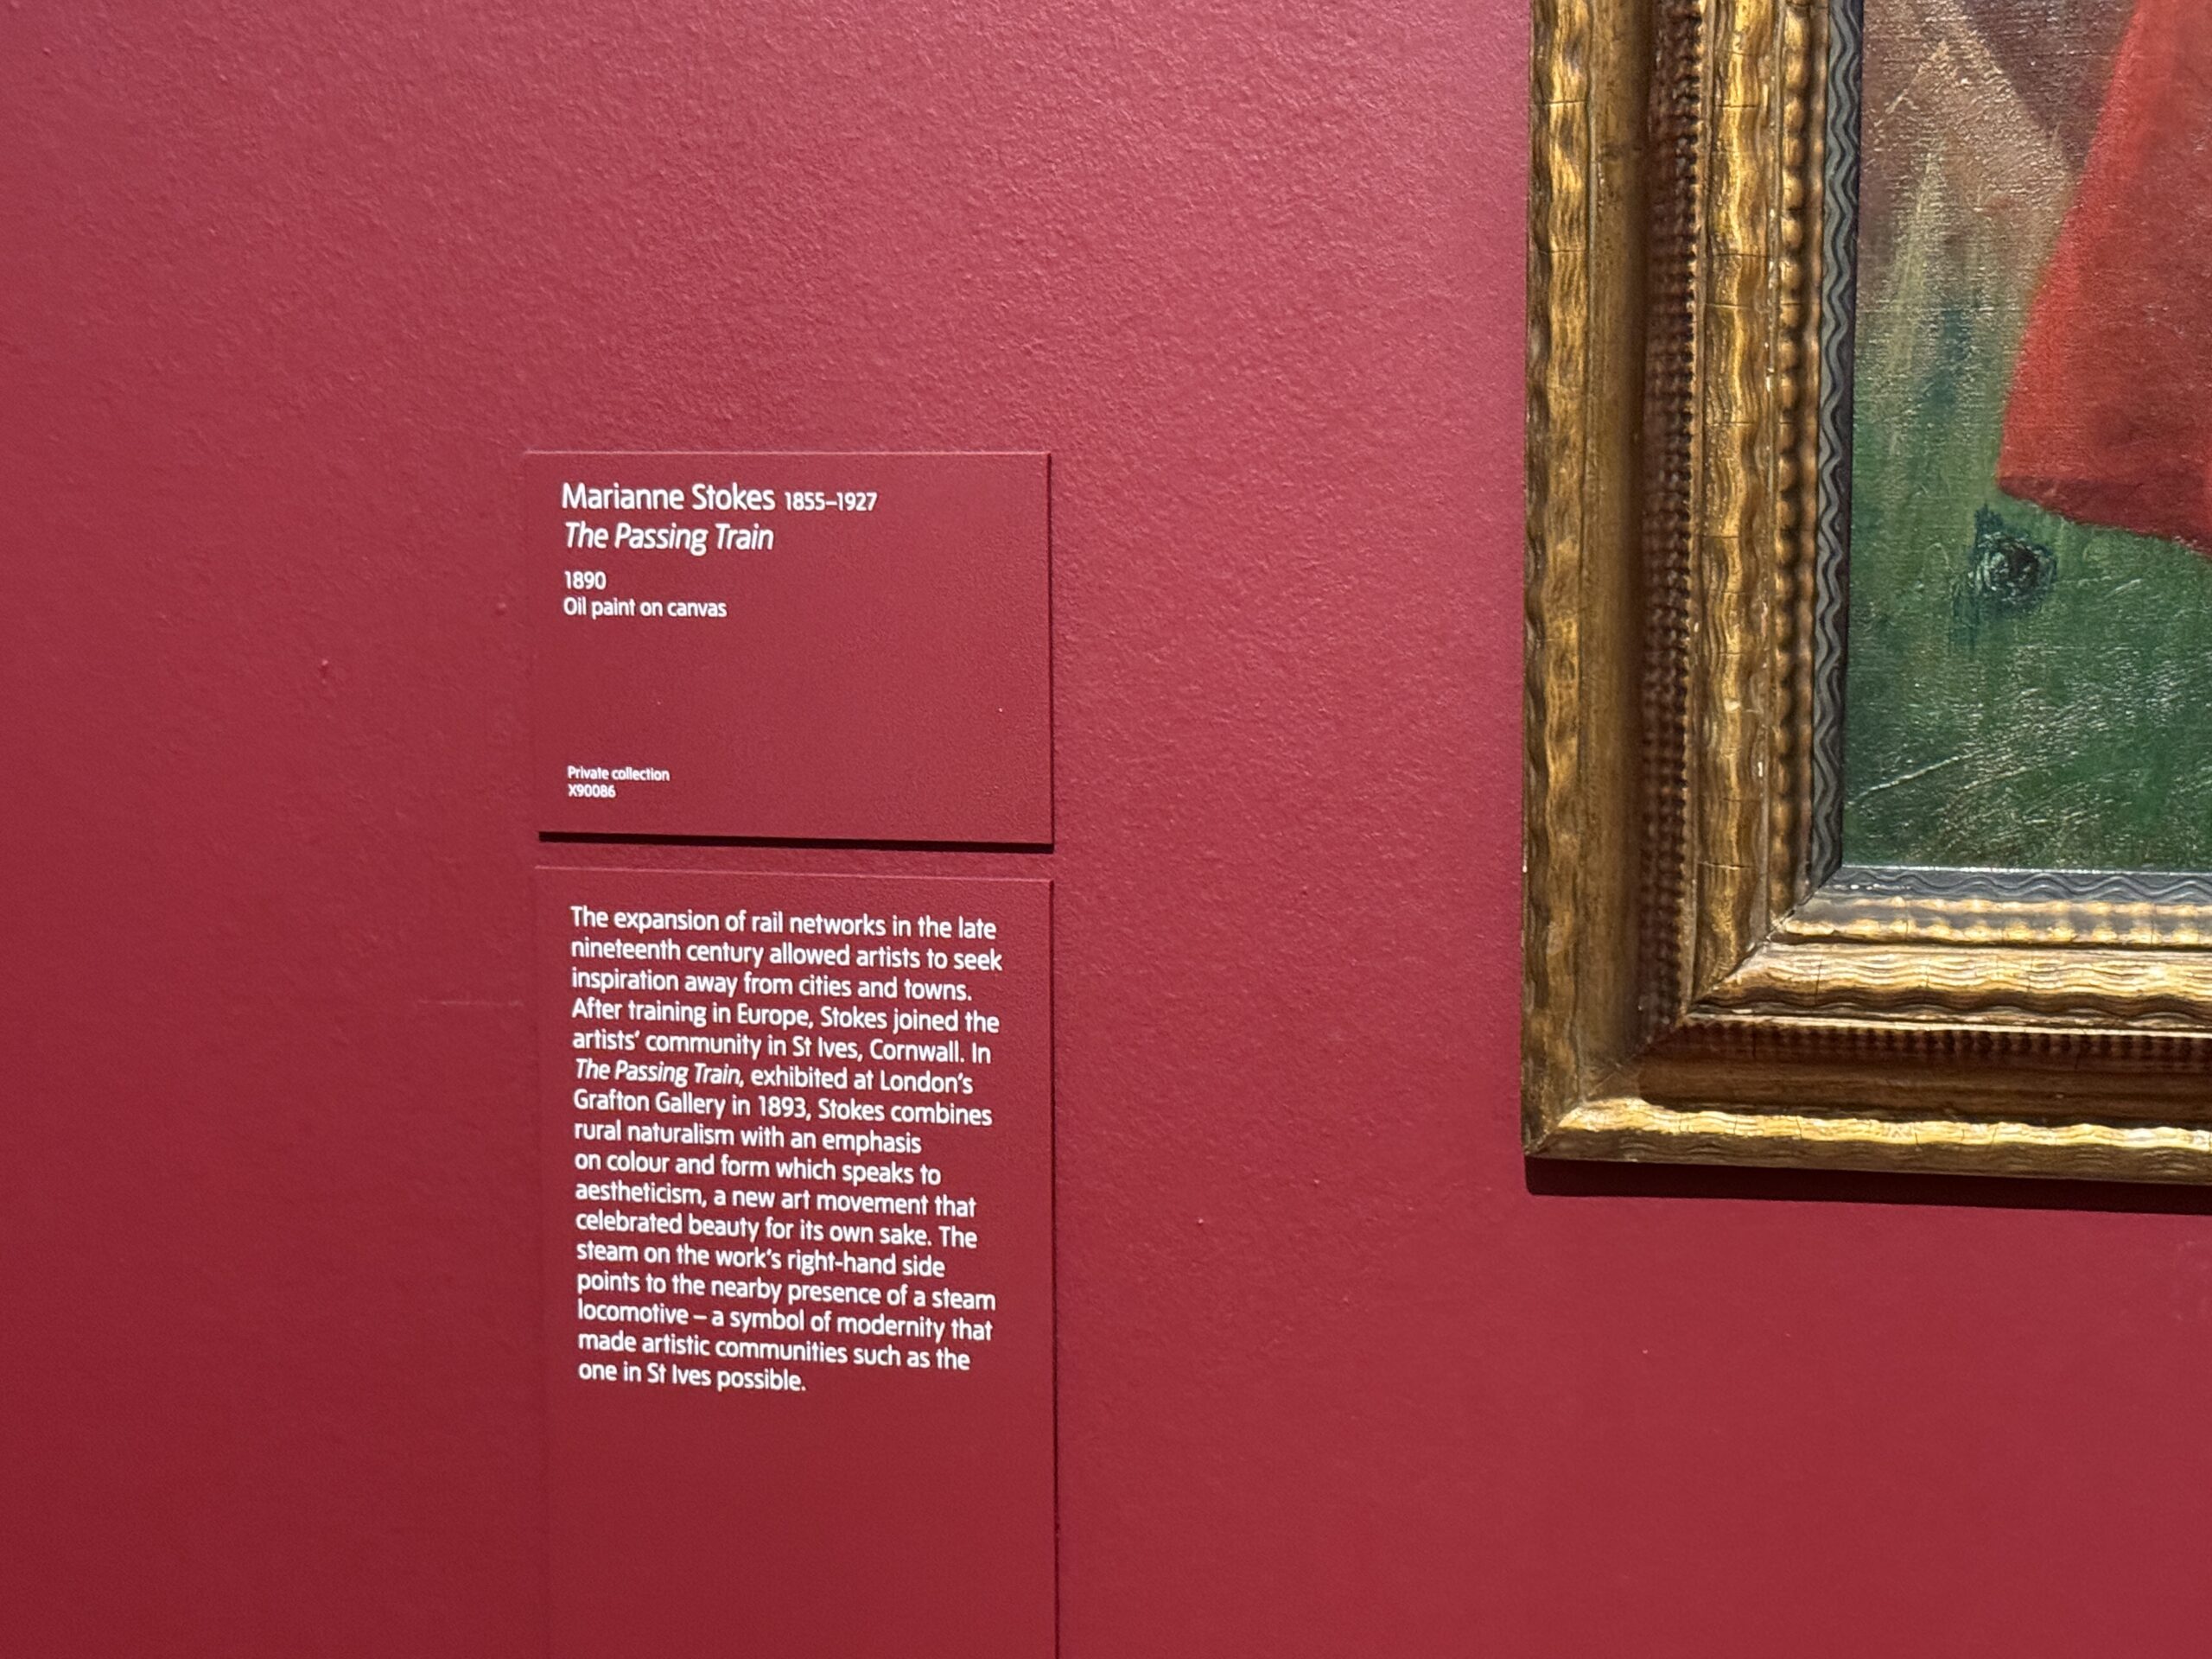 Marianne Stokes 1855–1927
The Passing Train
1890
Oil paint on canvas
Private collection
X90086
The expansion of rail networks in the late
nineteenth century allowed artists to seek
inspiration away from cities and towns.
After training in Europe, Stokes joined the
artists’ community in St Ives, Cornwall. In
The Passing Train, exhibited at London’s
Grafton Gallery in 1893, Stokes combines
rural naturalism with an emphasis
on colour and form which speaks to
aestheticism, a new art movement that
celebrated beauty for its own sake. The
steam on the work’s right-hand side
points to the nearby presence of a steam
locomotive – a symbol of modernity that
made artistic communities such as the
one in St Ives possible.